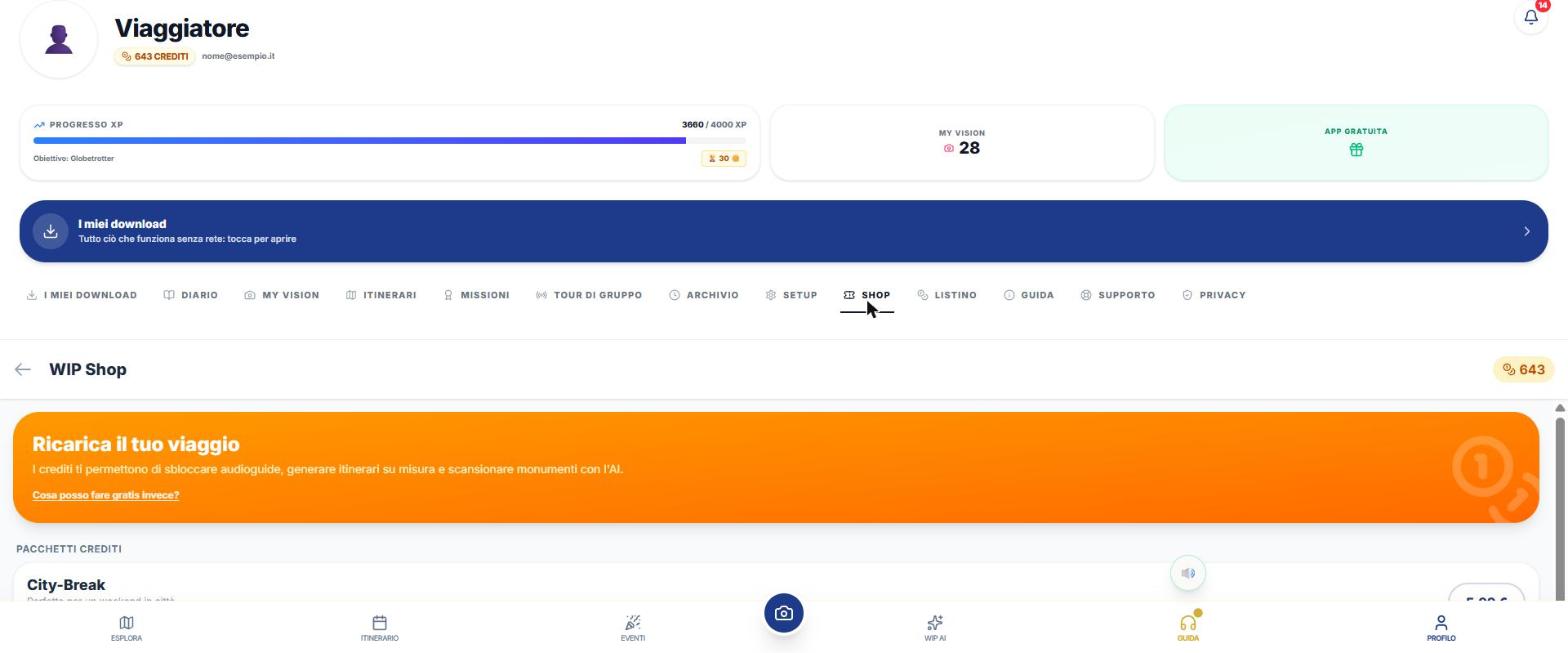 14
Viaggiatore
643 CREDITI nome@esempio.it
PROGRESSO XP 3660 / 4000 XP
Obiettivo: Globetrotter 30
MY VISION
28
APP GRATUITA
I miei download
Tutto ciò che funziona senza rete: tocca per aprire
I MIEI DOWNLOAD DIARIO MY VISION ITINERARI MISSIONI TOUR DI GRUPPO ARCHIVIO SETUP SHOP LISTINO GUIDA SUPPORTO PRIVACY
WIP Shop 643
Ricarica il tuo viaggio
I crediti ti permettono di sbloccare audioguide, generare itinerari su misura e scansionare monumenti con l'AI.
Cosa posso fare gratis invece?
1
PACCHETTI CREDITI
City-Break
ESPLORA ITINERARIO EVENTI WIP AI GUIDA PROFILO